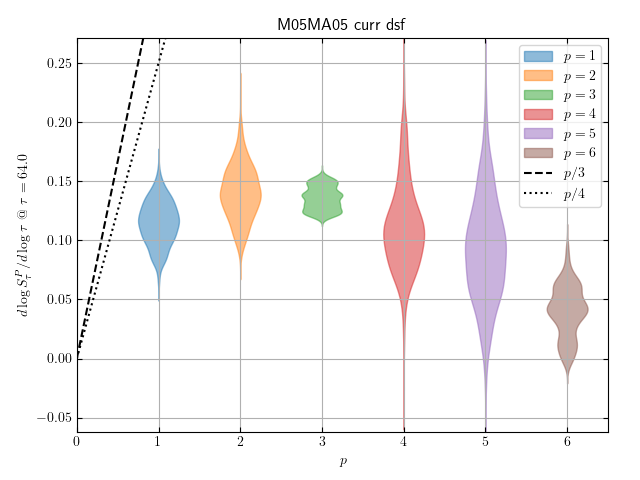 M05MA05 curr dsf
d log S_τ^p / d log τ @ τ = 64.0
0.25
0.20
0.15
0.10
0.05
0.00
−0.05
0 1 2 3 4 5 6
p
p = 1
p = 2
p = 3
p = 4
p = 5
p = 6
p/3
p/4